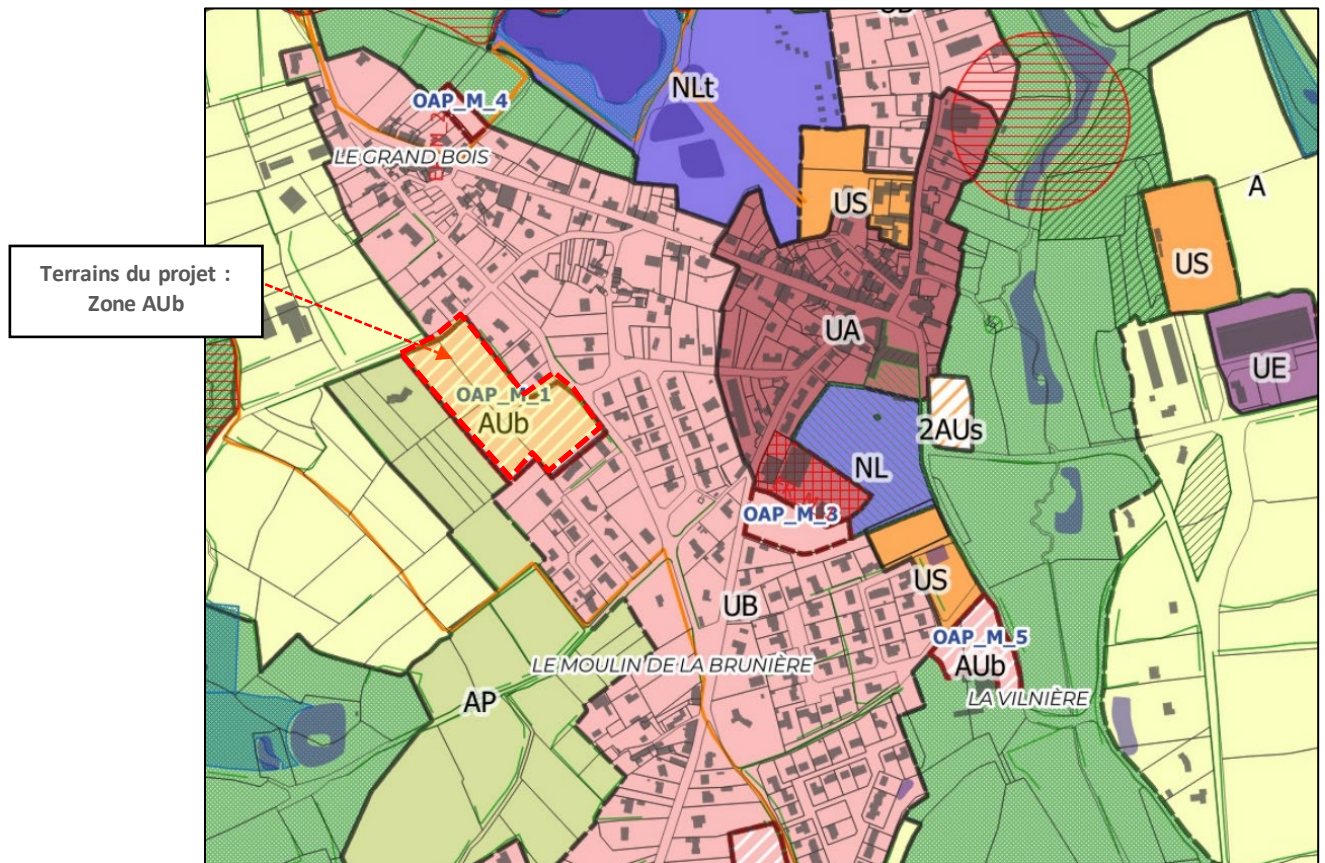 NLt
OAP_M_4
LE GRAND BOIS
US
A
US
Terrains du projet :
Zone AUb
UA
UE
OAP_M_1
AUb
2AUs
NL
OAP_M_3
US
UB
OAP_M_5
AUb
LE MOULIN DE LA BRUNIÈRE
LA VILNIÈRE
AP